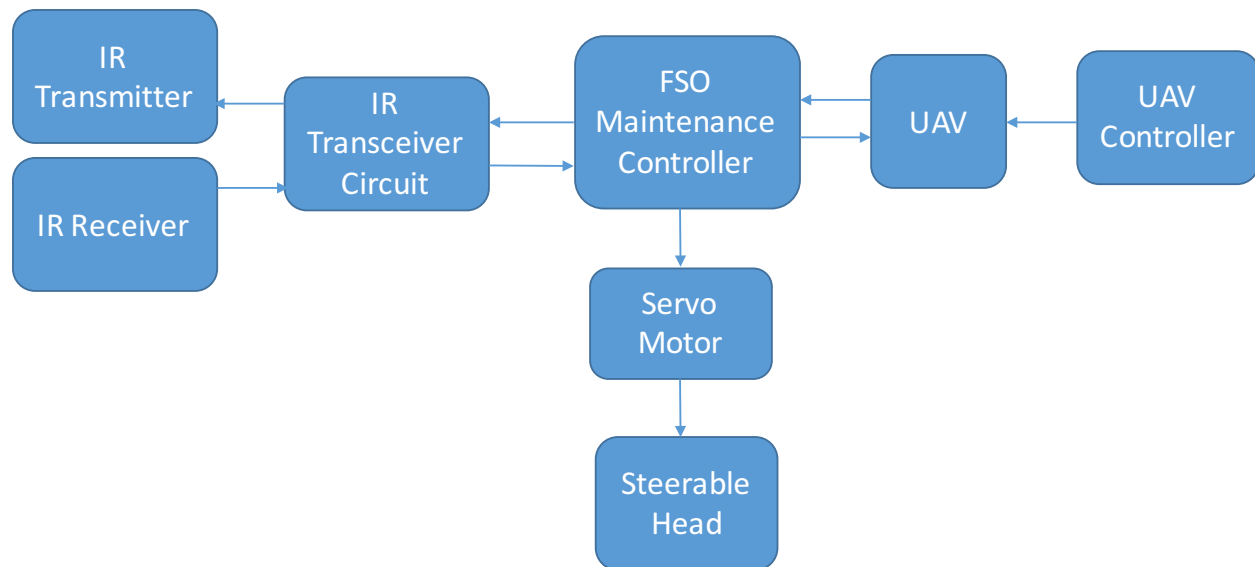 IR
Transmitter
IR Receiver
IR
Transceiver
Circuit
FSO
Maintenance
Controller
UAV
UAV
Controller
Servo
Motor
Steerable
Head